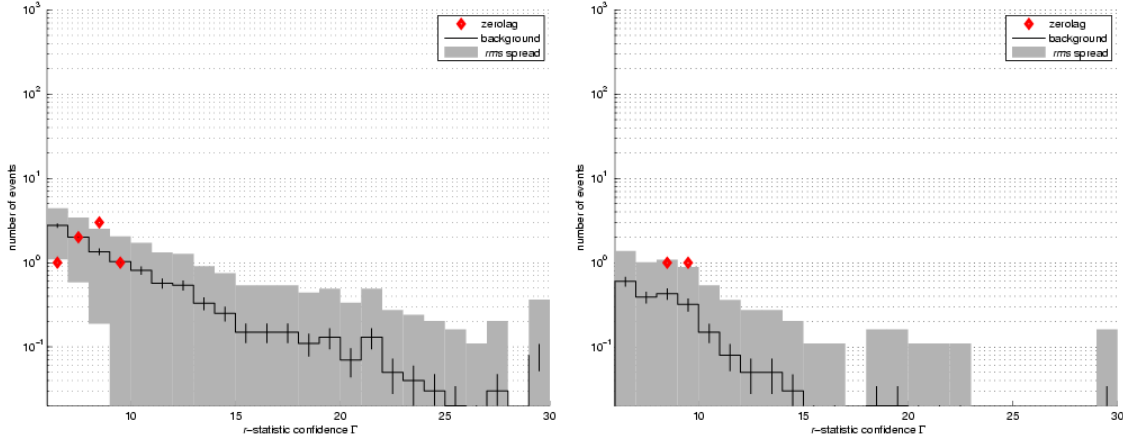 10³
10²
10¹
10⁰
10⁻¹
number of events
zerolag
background
rms spread
10
15
20
25
30
r-statistic confidence Γ
10³
10²
10¹
10⁰
10⁻¹
number of events
zerolag
background
rms spread
10
15
20
25
30
r-statistic confidence Γ